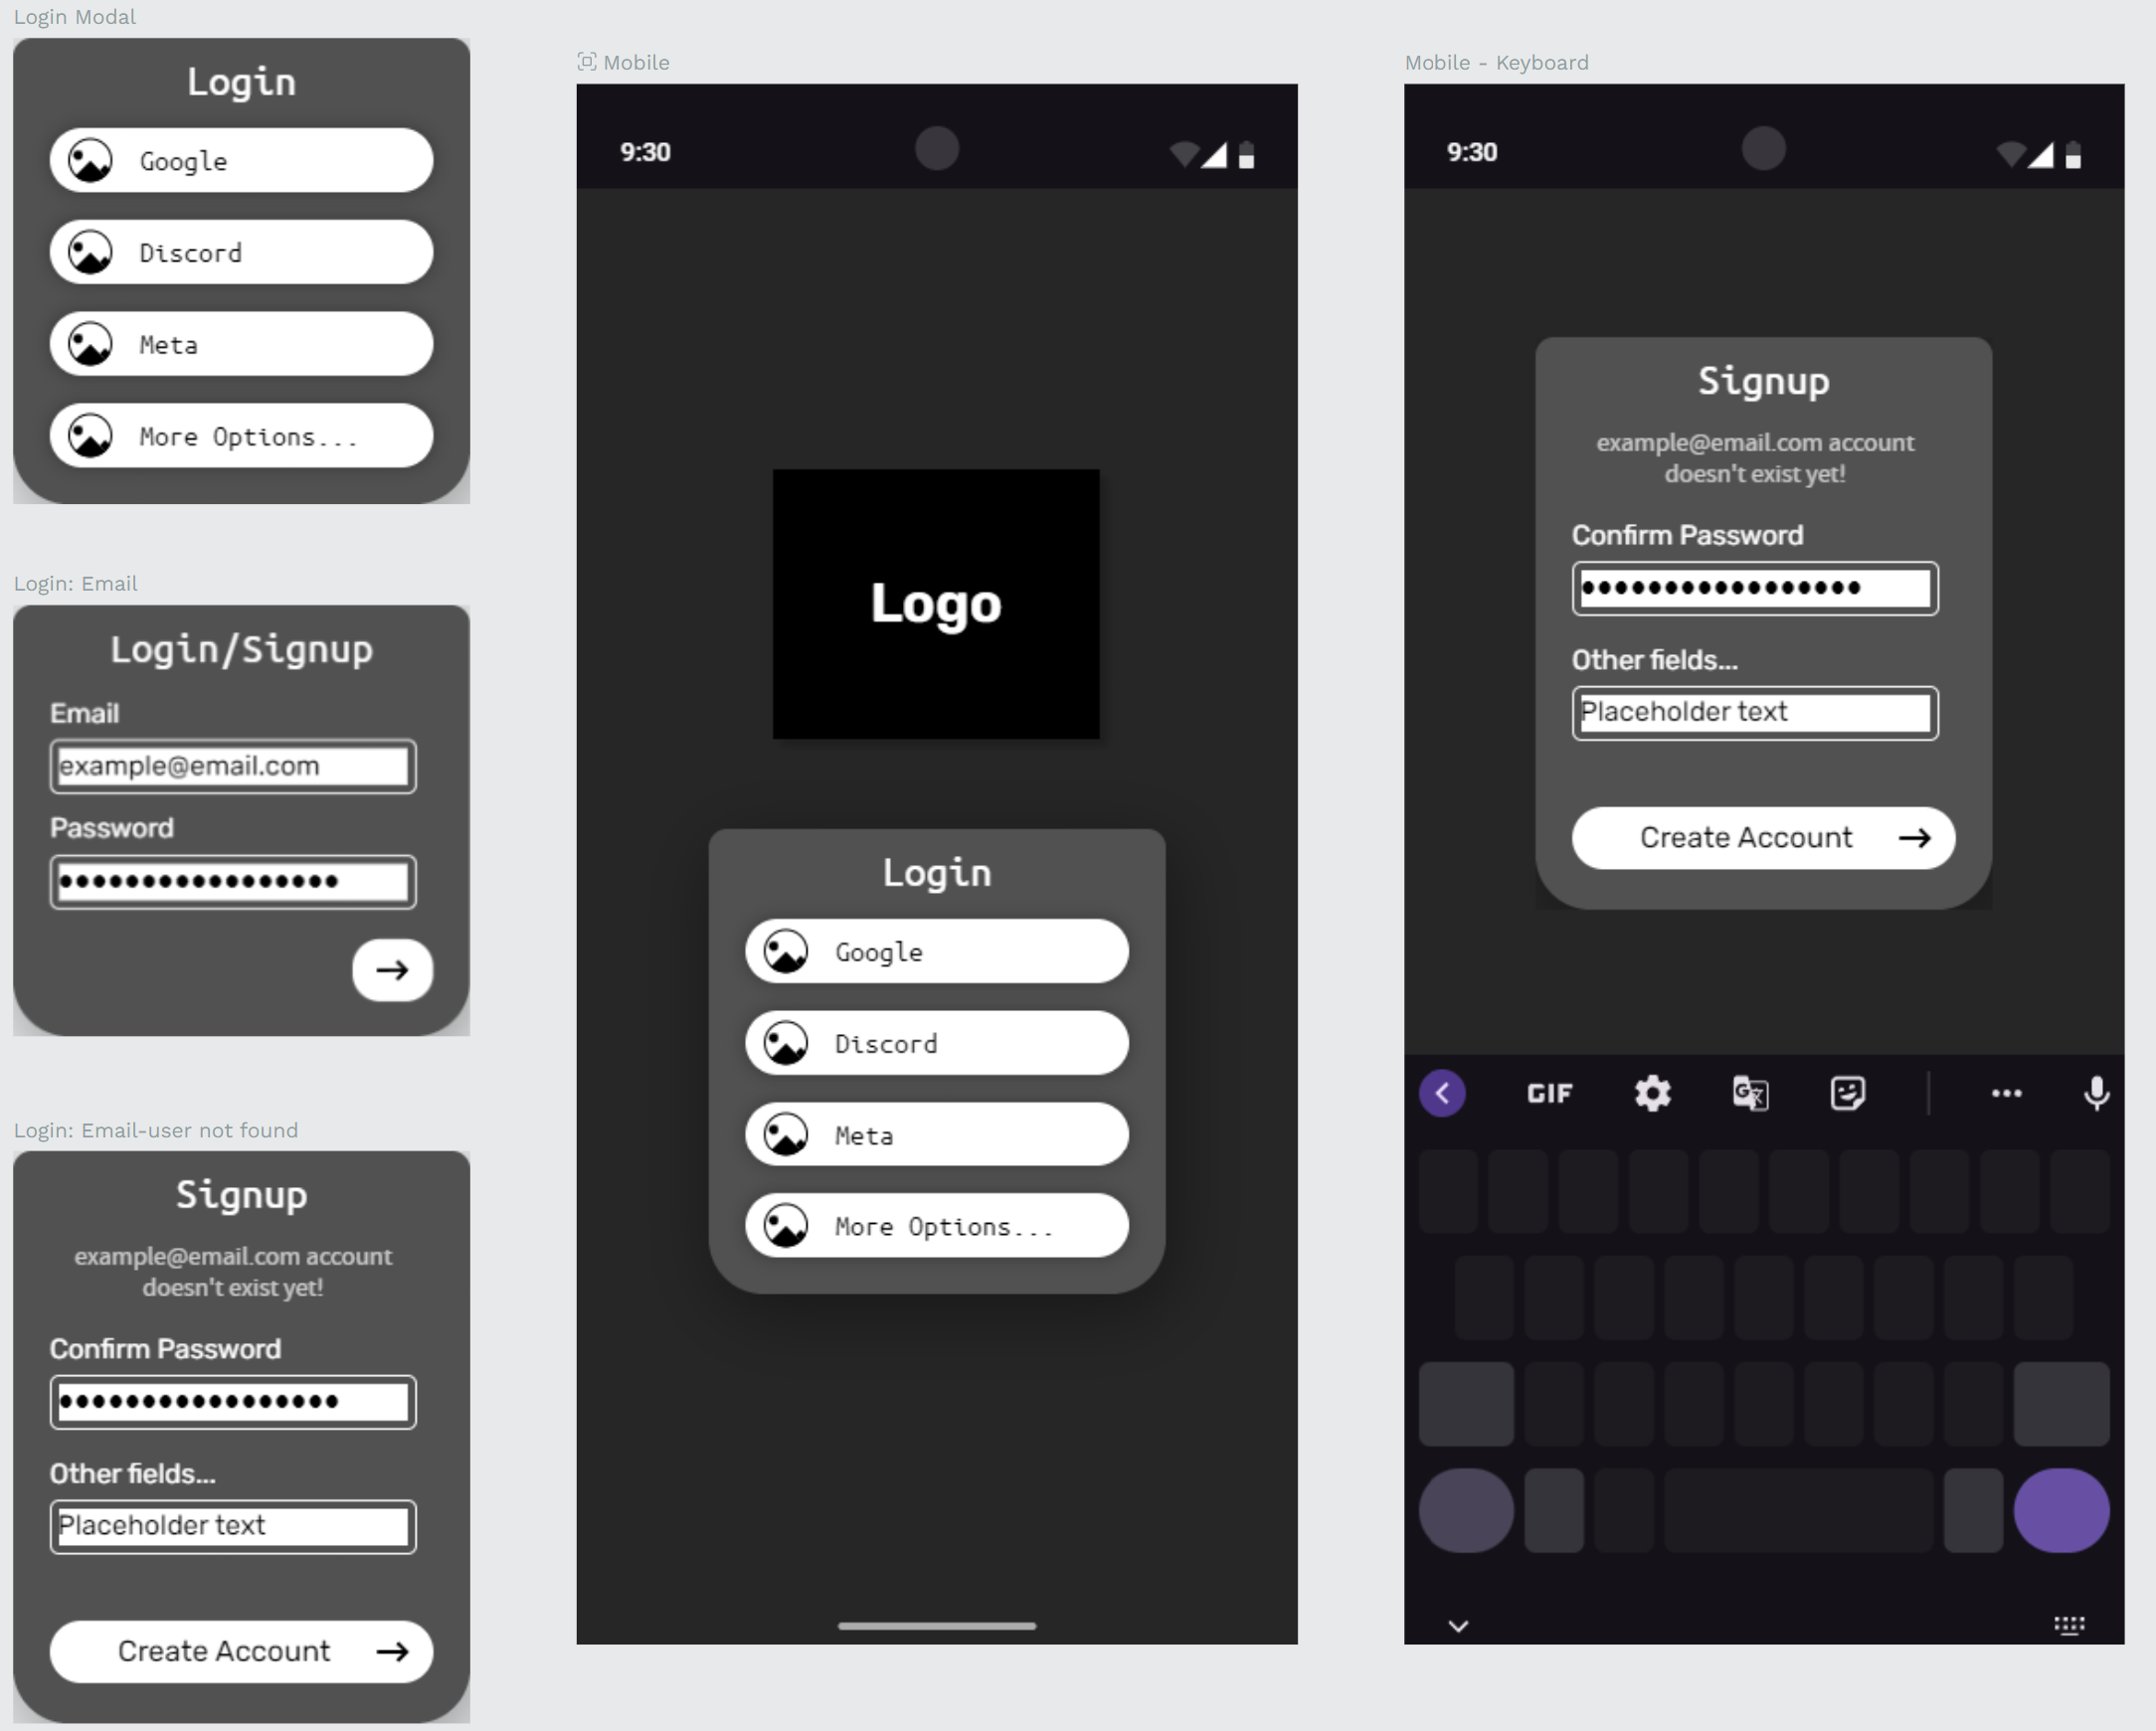 Login Modal
Login
Google
Discord
Meta
More Options...
Login: Email
Login/Signup
Email
example@email.com
Password
Login: Email-user not found
Signup
example@email.com account
doesn't exist yet!
Confirm Password
Other fields...
Placeholder text
Create Account
Mobile
9:30
Logo
Login
Google
Discord
Meta
More Options...
Mobile - Keyboard
9:30
Signup
example@email.com account
doesn't exist yet!
Confirm Password
Other fields...
Placeholder text
Create Account
GIF